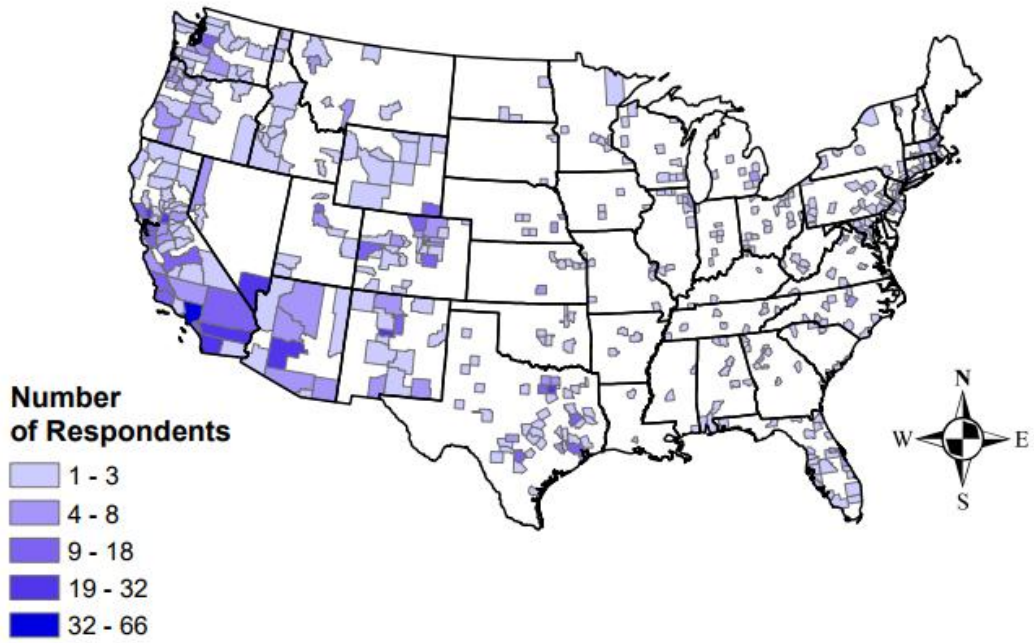 Number
of Respondents
1 - 3
4 - 8
9 - 18
19 - 32
32 - 66
N
W
E
S